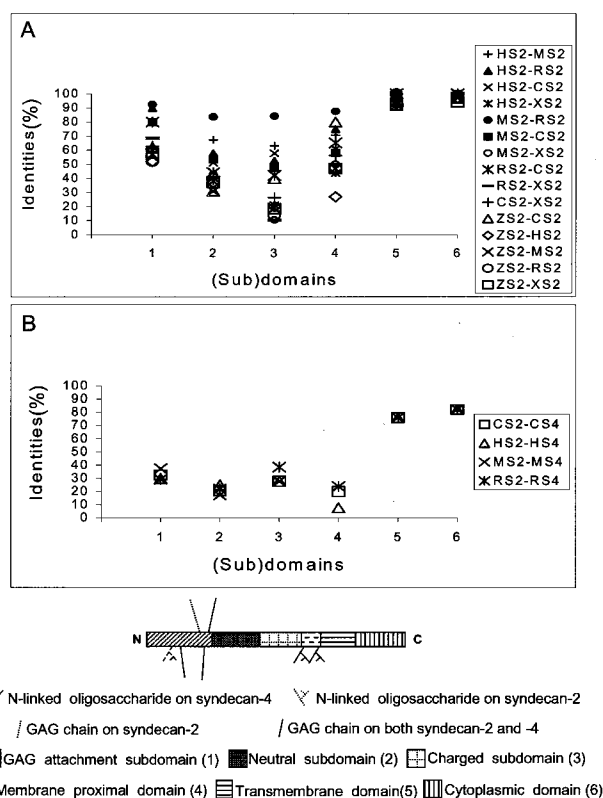 A
Identities(%)
100
90
80
70
60
50
40
30
20
10
0
1 2 3 4 5 6
(Sub)domains
HS2-MS2
HS2-RS2
HS2-CS2
HS2-XS2
MS2-RS2
MS2-CS2
MS2-XS2
RS2-CS2
RS2-XS2
CS2-XS2
ZS2-CS2
ZS2-HS2
ZS2-MS2
ZS2-RS2
ZS2-XS2
B
Identities(%)
100
90
80
70
60
50
40
30
20
10
0
1 2 3 4 5 6
(Sub)domains
CS2-CS4
HS2-HS4
MS2-MS4
RS2-RS4
N C
N-linked oligosaccharide on syndecan-4 N-linked oligosaccharide on syndecan-2
GAG chain on syndecan-2 GAG chain on both syndecan-2 and -4
GAG attachment subdomain (1) Neutral subdomain (2) Charged subdomain (3)
Membrane proximal domain (4) Transmembrane domain(5) Cytoplasmic domain (6)